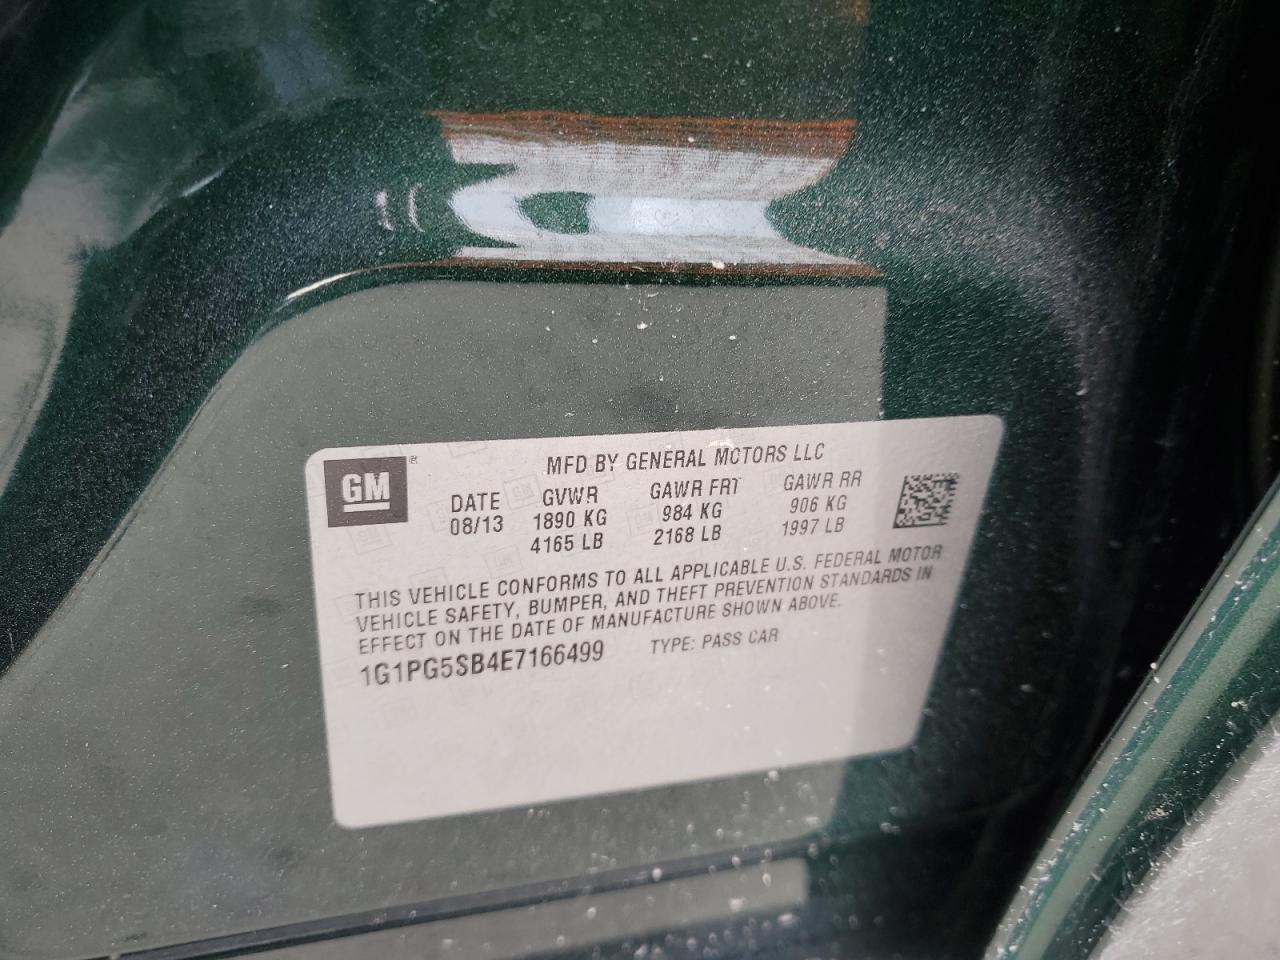 GM
MFD BY GENERAL MOTORS LLC
DATE GVWR GAWR FRT GAWR RR
08/13 1890 KG 984 KG 906 KG
4165 LB 2168 LB 1997 LB
THIS VEHICLE CONFORMS TO ALL APPLICABLE U.S. FEDERAL MOTOR
VEHICLE SAFETY, BUMPER, AND THEFT PREVENTION STANDARDS IN
EFFECT ON THE DATE OF MANUFACTURE SHOWN ABOVE.
1G1PG5SB4E7166499 TYPE: PASS CAR